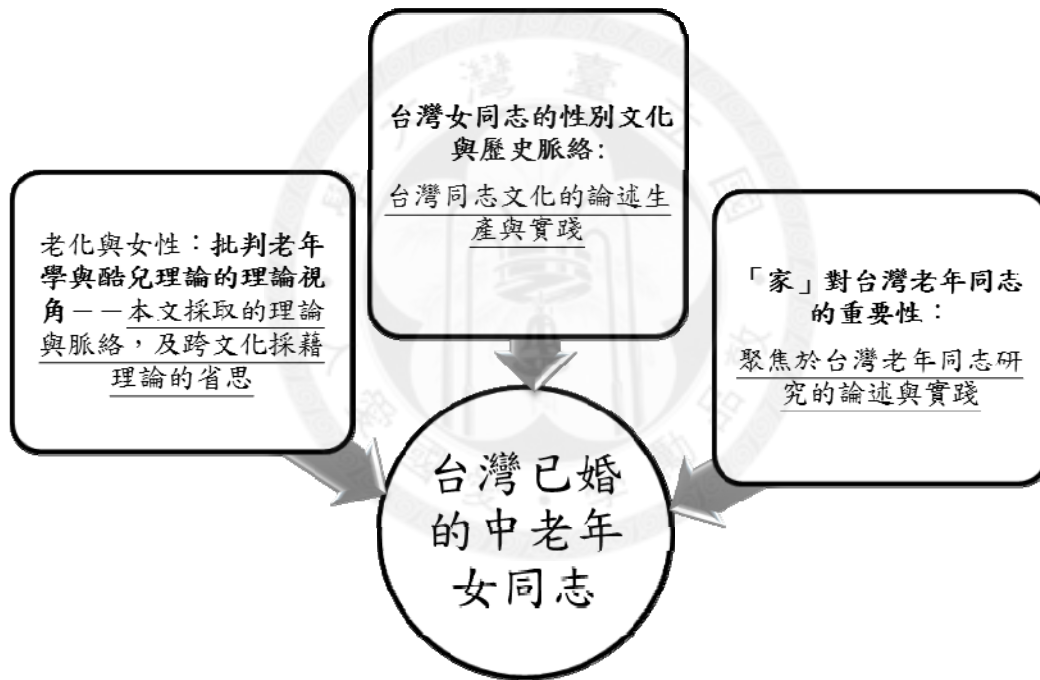 台灣女同志的性別文化
與歷史脈絡:
台灣同志文化的論述生
產與實踐
老化與女性：批判老年
學與酷兒理論的理論視
角－－本文採取的理論
與脈絡，及跨文化採藉
理論的省思
「家」對台灣老年同志
的重要性：
聚焦於台灣老年同志研
究的論述與實踐
台灣已婚
的中老年
女同志